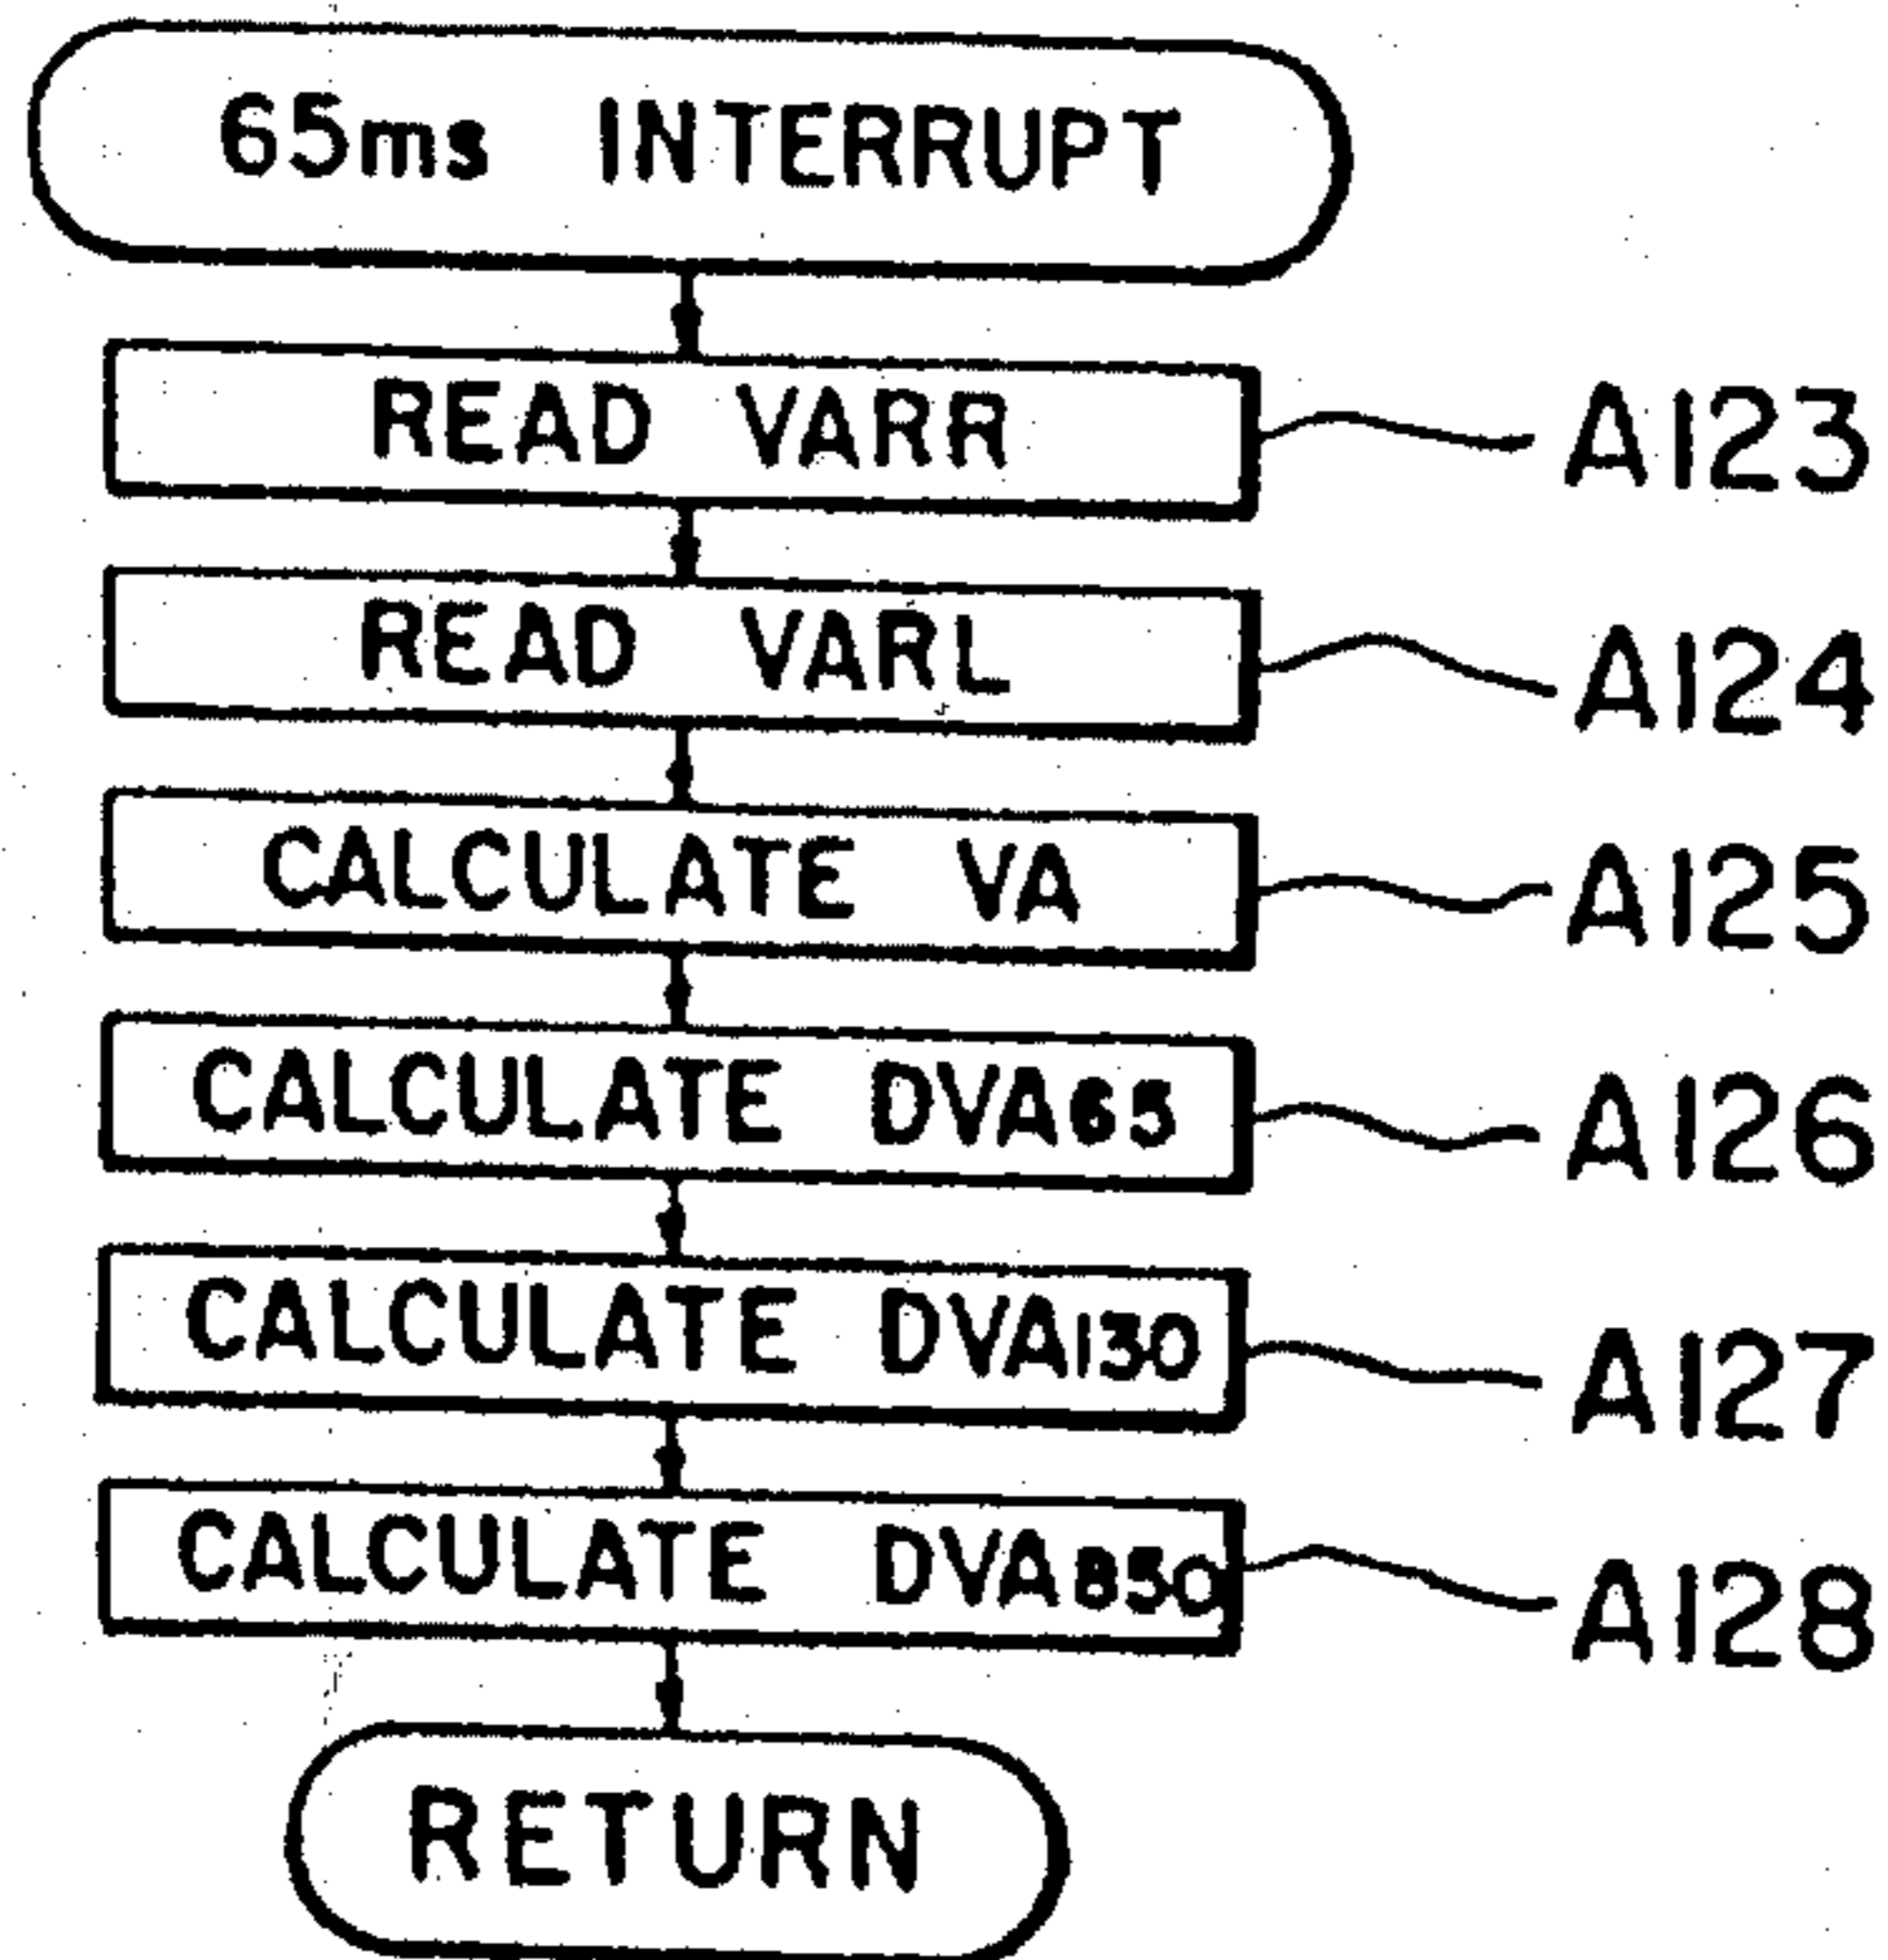 65ms INTERRUPT
READ VARR A123
READ VARL A124
CALCULATE VA A125
CALCULATE DVA65 A126
CALCULATE DVA130 A127
CALCULATE DVA850 A128
RETURN